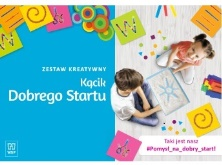 ZESTAW KREATYWNY
Kącik
Dobrego Startu
WSiP
Taki jest nasz
#Pomysł_na_dobry_start!